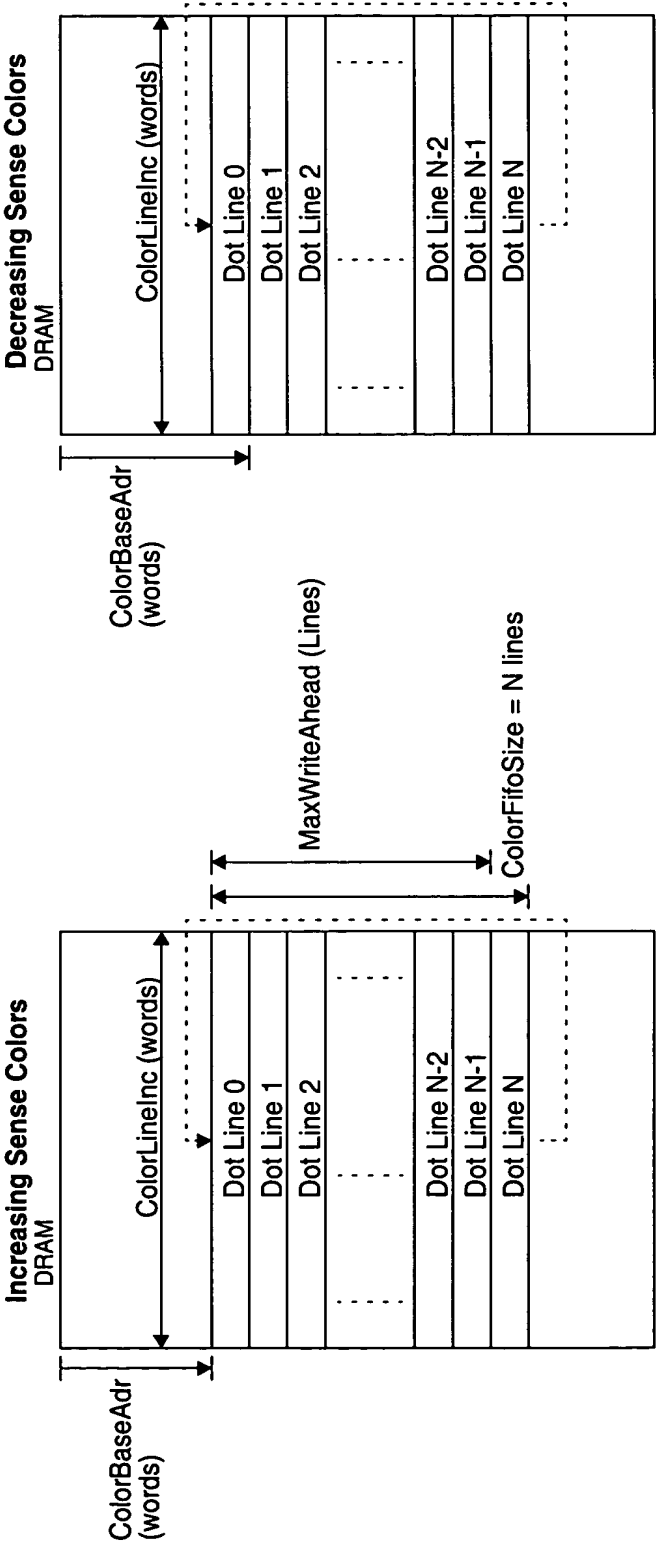 Increasing Sense Colors
DRAM
ColorBaseAdr
(words)
ColorLineInc (words)
Dot Line 0
Dot Line 1
Dot Line 2
Dot Line N-2
Dot Line N-1
Dot Line N
MaxWriteAhead (Lines)
ColorFifoSize = N lines
Decreasing Sense Colors
DRAM
ColorBaseAdr
(words)
ColorLineInc (words)
Dot Line 0
Dot Line 1
Dot Line 2
Dot Line N-2
Dot Line N-1
Dot Line N